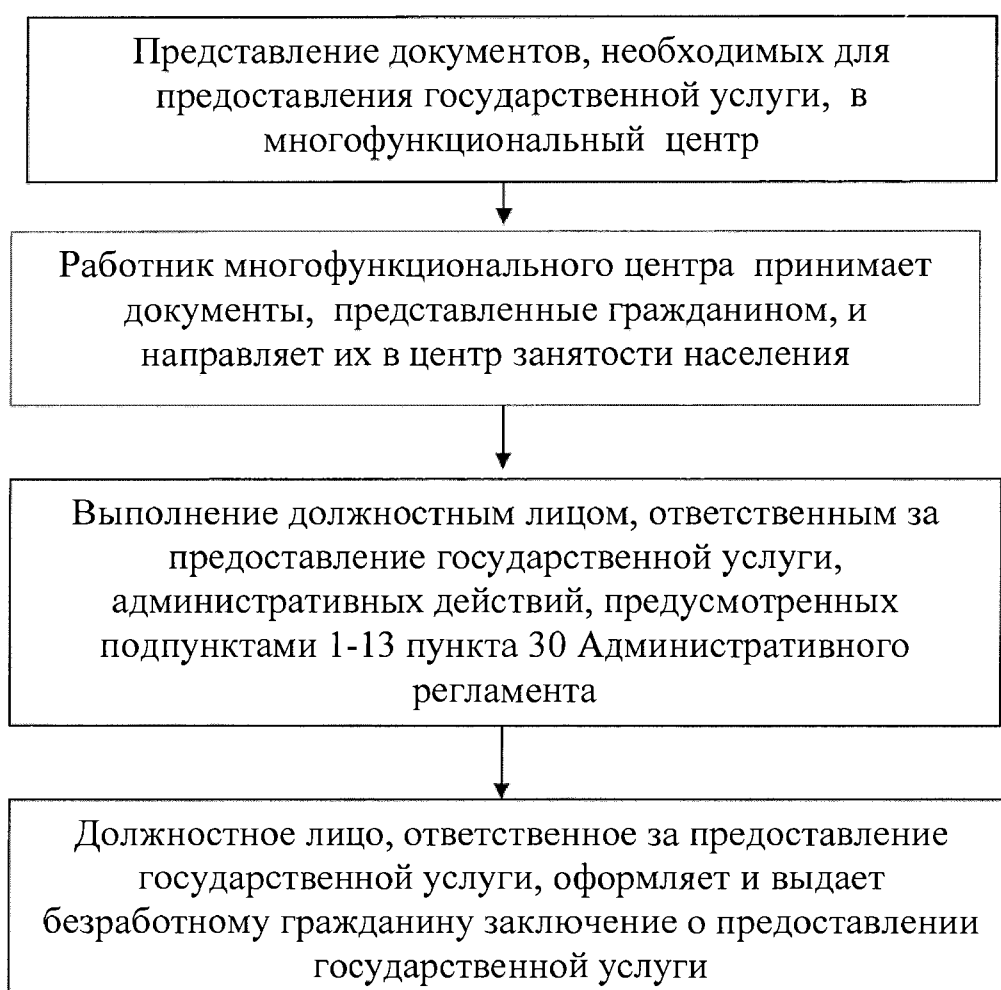 Представление документов, необходимых для
предоставления государственной услуги, в
многофункциональный центр
Работник многофункционального центра принимает
документы, представленные гражданином, и
направляет их в центр занятости населения
Выполнение должностным лицом, ответственным за
предоставление государственной услуги,
административных действий, предусмотренных
подпунктами 1-13 пункта 30 Административного
регламента
Должностное лицо, ответственное за предоставление
государственной услуги, оформляет и выдает
безработному гражданину заключение о предоставлении
государственной услуги